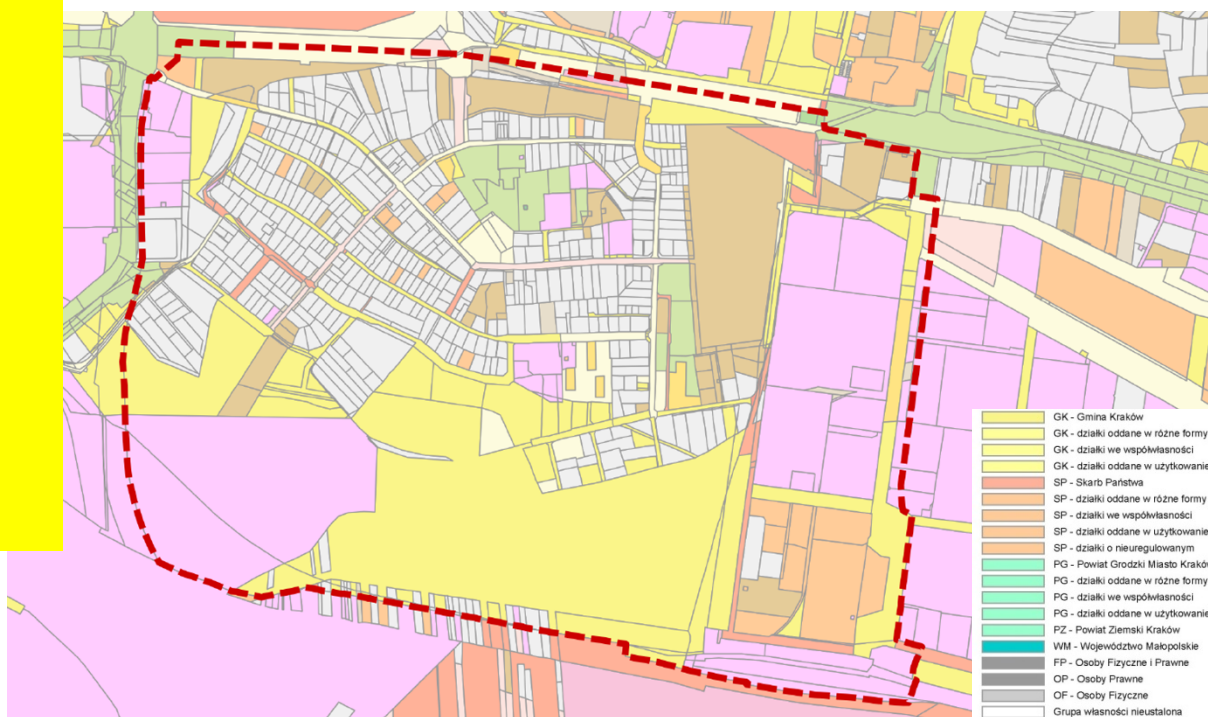 GK - Gmina Kraków
GK - działki oddane w różne formy
GK - działki we współwłasności
GK - działki oddane w użytkowanie
SP - Skarb Państwa
SP - działki oddane w różne formy
SP - działki we współwłasności
SP - działki oddane w użytkowanie
SP - działki o nieuregulowanym
PG - Powiat Grodzki Miasto Kraków
PG - działki oddane w różne formy
PG - działki we współwłasności
PG - działki oddane w użytkowanie
PZ - Powiat Ziemski Kraków
WM - Województwo Małopolskie
FP - Osoby Fizyczne i Prawne
OP - Osoby Prawne
OF - Osoby Fizyczne
Grupa własności nieustalona